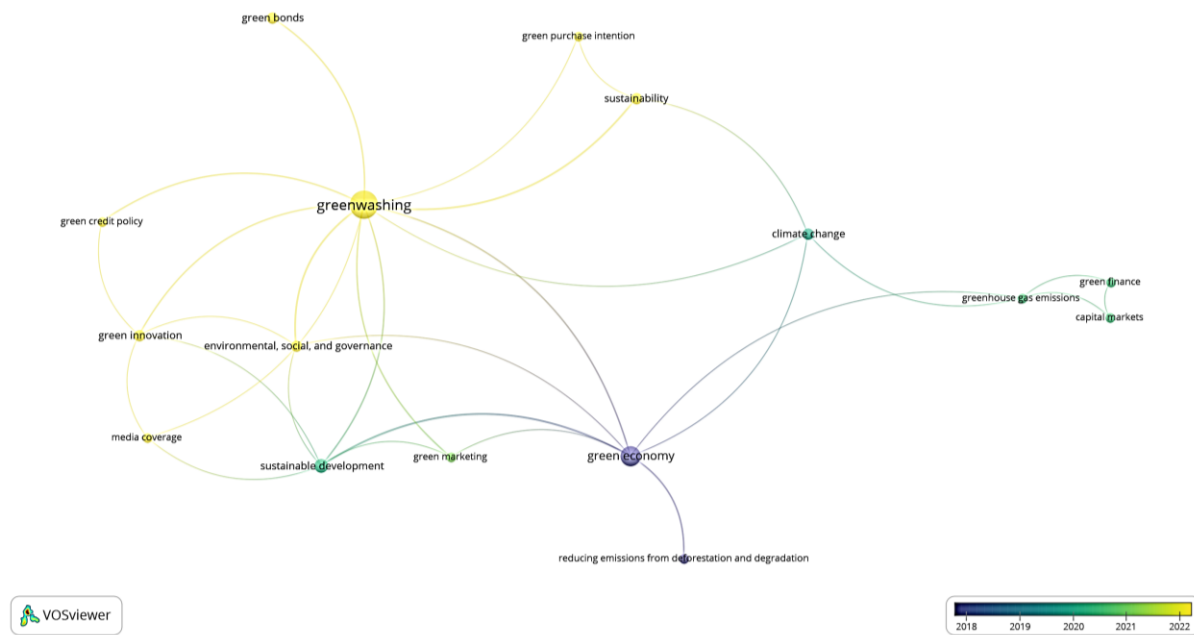 green bonds
green purchase intention
sustainability
greenwashing
green credit policy
climate change
green finance
greenhouse gas emissions
capital markets
green innovation
environmental, social, and governance
media coverage
sustainable development
green marketing
green economy
reducing emissions from deforestation and degradation
VOSviewer
2018 2019 2020 2021 2022